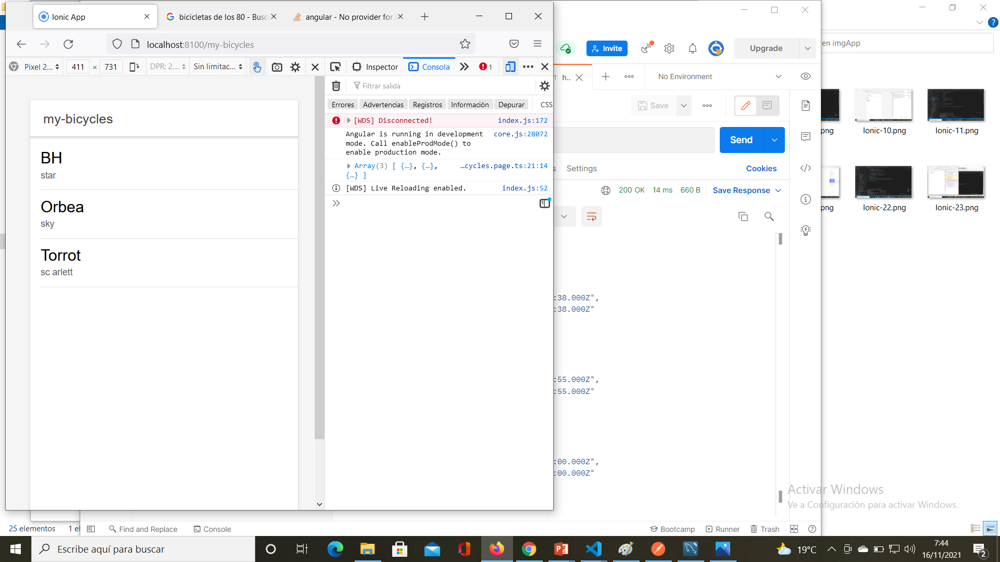 Ionic App
bicicletas de los 80 - Busc
angular - No provider for
localhost:8100/my-bicycles
Pixel 2...
411 × 731
DPR: 2....
Sin limitac...
Inspector
Consola
1
Filtrar salida
Errores
Advertencias
Registros
Información
Depurar
CSS
[WDS] Disconnected!
index.js:172
Angular is running in development
core.js:28072
mode. Call enableProdMode() to
enable production mode.
Array(3) [ {…}, {…},
…cycles.page.ts:21:14
{…} ]
[WDS] Live Reloading enabled.
index.js:52
my-bicycles
BH
star
Orbea
sky
Torrot
sc arlett
Invite
Upgrade
h..
No Environment
Save
Send
s
Settings
Cookies
200 OK
14 ms
660 B
Save Response
:38.000Z",
:38.000Z"
:55.000Z",
:55.000Z"
:00.000Z",
:00.000Z"
en imgApp
png
Ionic-10.png
Ionic-11.png
png
Ionic-22.png
Ionic-23.png
Activar Windows
Ve a Configuración para activar Windows.
25 elementos
1 el
Find and Replace
Console
Bootcamp
Runner
Trash
Escribe aquí para buscar
19°C
7:44
16/11/2021
2